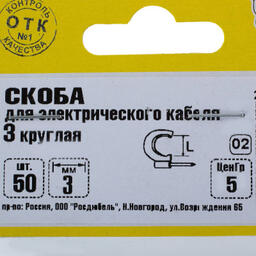 КОНТРОЛЬ
ОТК
№1
КАЧЕСТВА
СКОБА
для электрического кабеля
3 круглая
L
02
шт.
50
мм
3
ЦенГр
5
пр-во: Россия, ООО "Росдюбель", Н.Новгород, ул.Возрождения 65